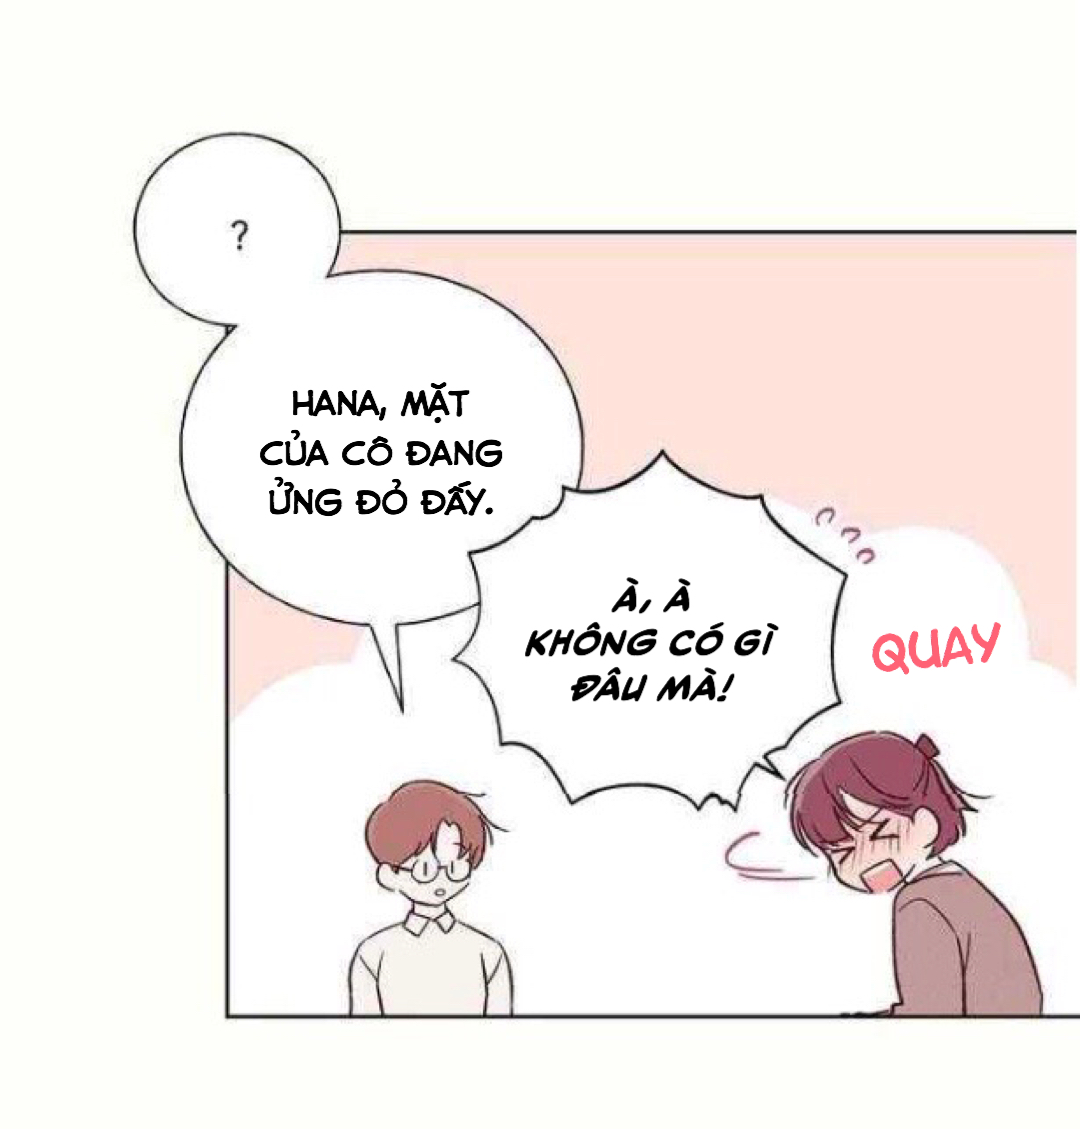 ?
HANA, MẶT
CỦA CÔ ĐANG
ỬNG ĐỎ ĐẤY.
À, À
KHÔNG CÓ GÌ
ĐÂU MÀ!
QUAY